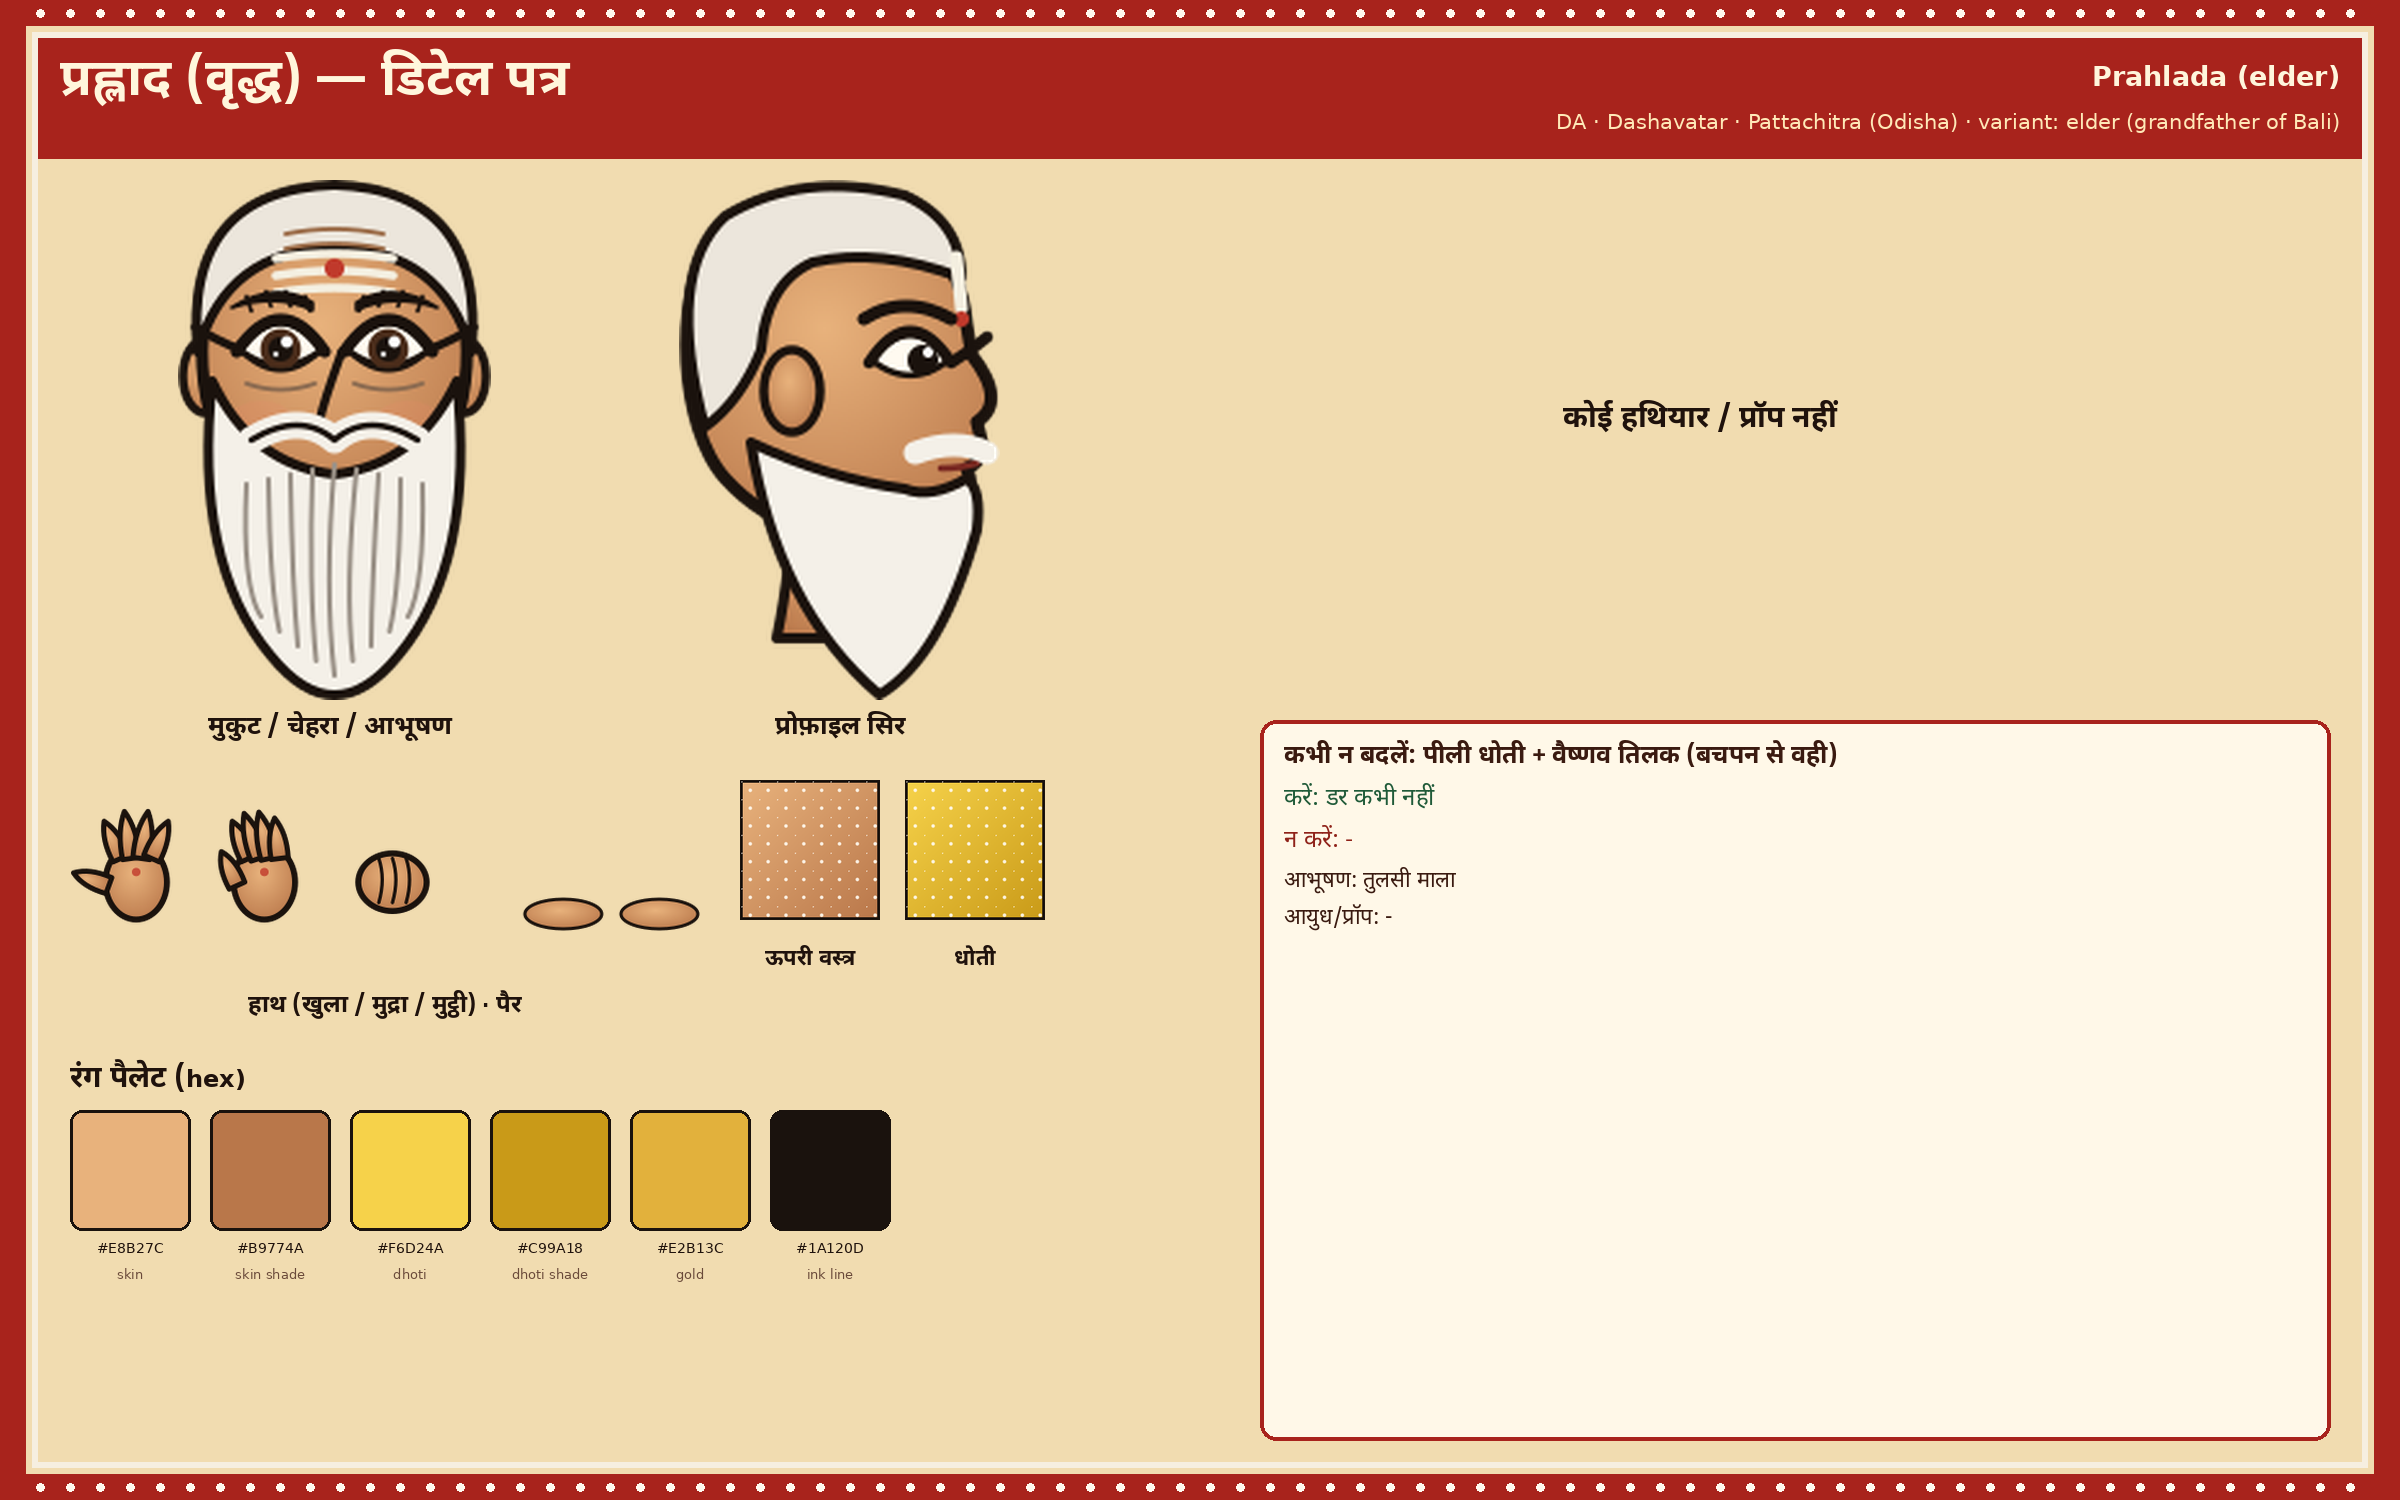 प्रह्लाद (वृद्ध) — डिटेल पत्र
Prahlada (elder)
DA · Dashavatar · Pattachitra (Odisha) · variant: elder (grandfather of Bali)
कोई हथियार / प्रॉप नहीं
मुकुट / चेहरा / आभूषण
प्रोफ़ाइल सिर
ऊपरी वस्त्र
धोती
हाथ (खुला / मुद्रा / मुट्ठी) · पैर
कभी न बदलें: पीली धोती + वैष्णव तिलक (बचपन से वही)
करें: डर कभी नहीं
न करें: -
आभूषण: तुलसी माला
आयुध/प्रॉप: -
रंग पैलेट (hex)
#E8B27C
#B9774A
#F6D24A
#C99A18
#E2B13C
#1A120D
skin
skin shade
dhoti
dhoti shade
gold
ink line